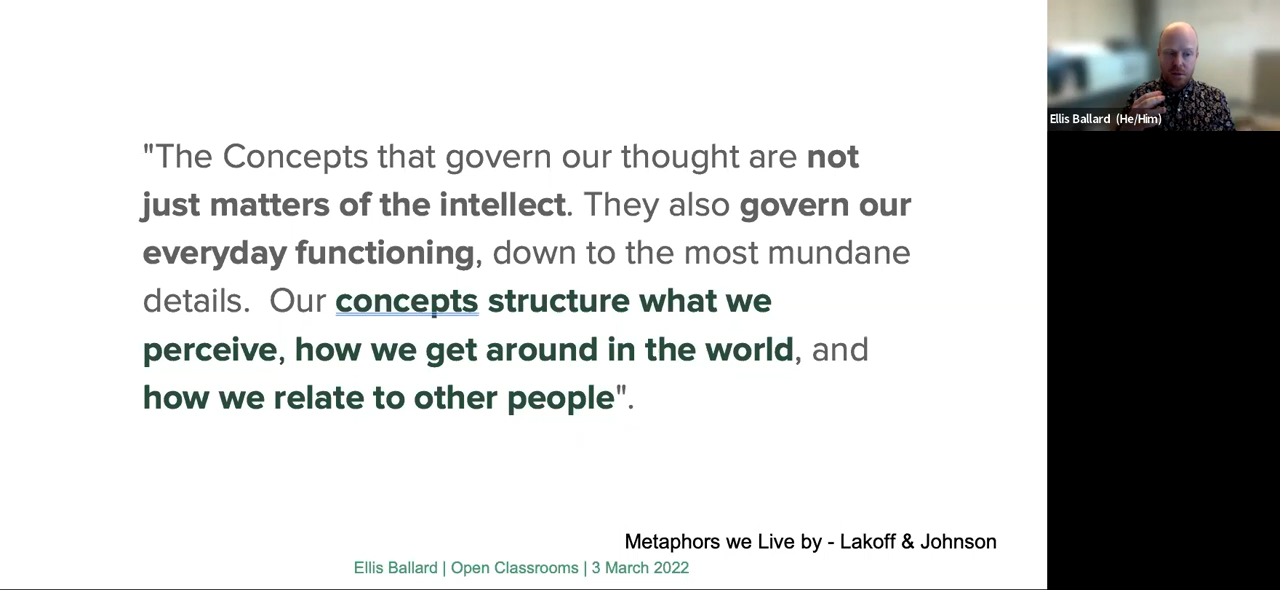 "The Concepts that govern our thought are not
just matters of the intellect. They also govern our
everyday functioning, down to the most mundane
details.  Our concepts structure what we
perceive, how we get around in the world, and
how we relate to other people".
Metaphors we Live by - Lakoff & Johnson
Ellis Ballard | Open Classrooms | 3 March 2022
Ellis Ballard (He/Him)